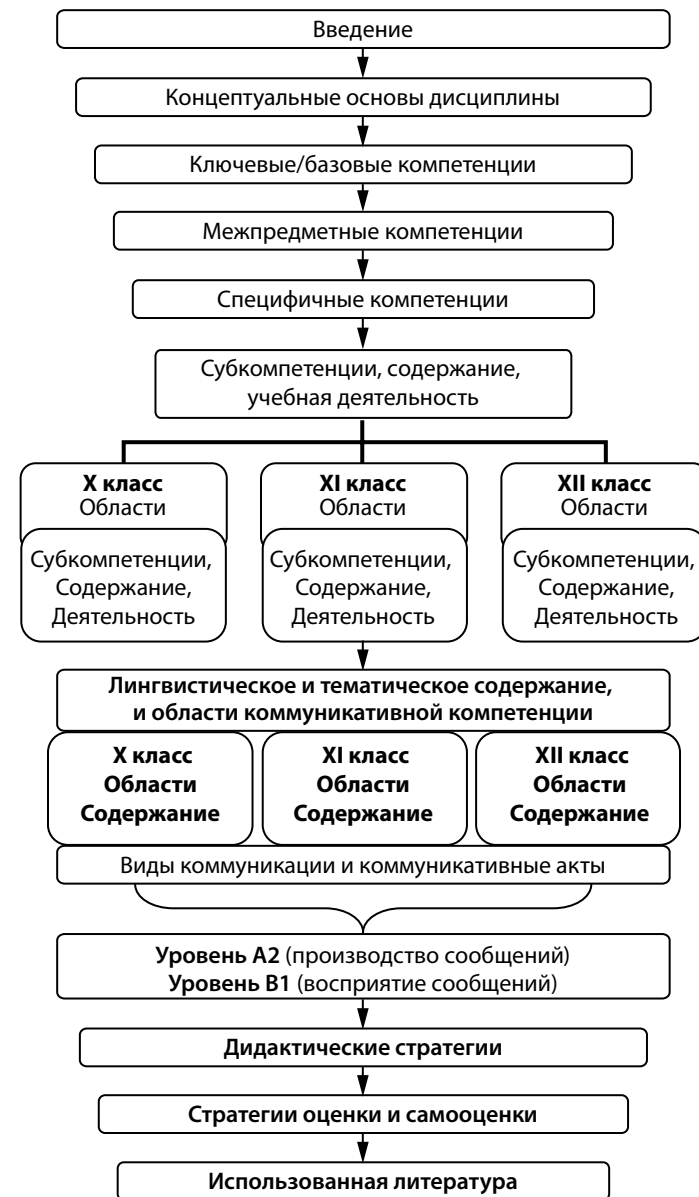 Введение
Концептуальные основы дисциплины
Ключевые/базовые компетенции
Межпредметные компетенции
Специфичные компетенции
Субкомпетенции, содержание,
учебная деятельность
X класс
Области
Субкомпетенции,
Содержание,
Деятельность
XI класс
Области
Субкомпетенции,
Содержание,
Деятельность
XII класс
Области
Субкомпетенции,
Содержание,
Деятельность
Лингвистическое и тематическое содержание,
и области коммуникативной компетенции
X класс
Области
Содержание
XI класс
Области
Содержание
XII класс
Области
Содержание
Виды коммуникации и коммуникативные акты
Уровень A2 (производство сообщений)
Уровень B1 (восприятие сообщений)
Дидактические стратегии
Стратегии оценки и самооценки
Использованная литература